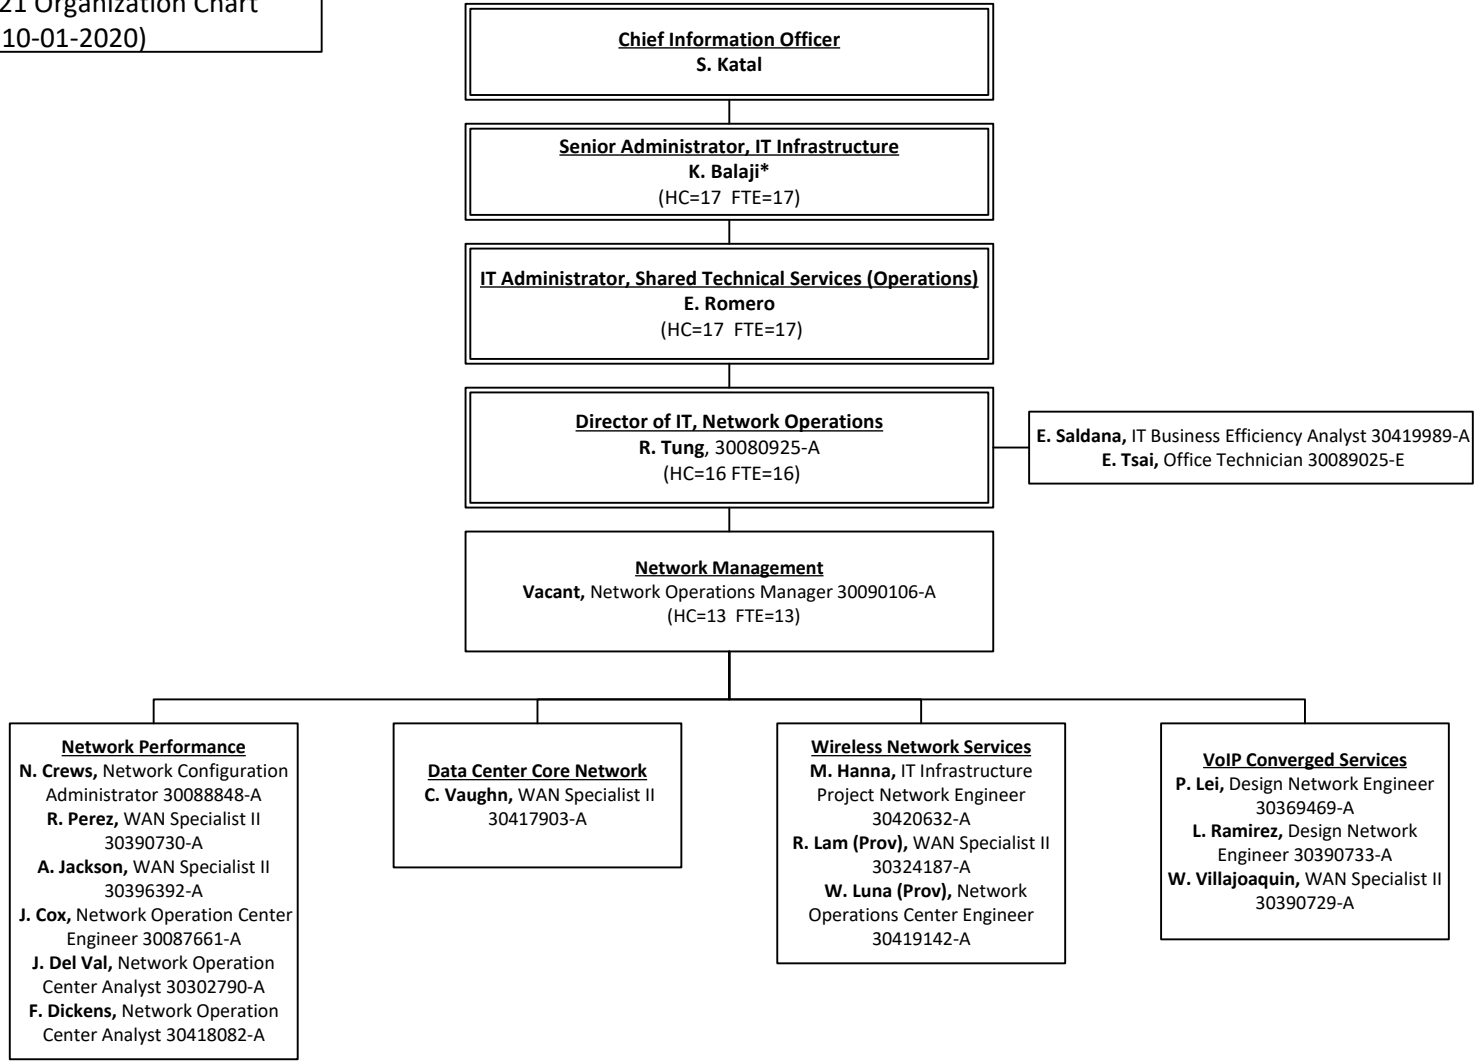 21 Organization Chart
10-01-2020)
Chief Information Officer
S. Katal
Senior Administrator, IT Infrastructure
K. Balaji*
(HC=17 FTE=17)
IT Administrator, Shared Technical Services (Operations)
E. Romero
(HC=17 FTE=17)
Director of IT, Network Operations
R. Tung, 30080925-A
(HC=16 FTE=16)
E. Saldana, IT Business Efficiency Analyst 30419989-A
E. Tsai, Office Technician 30089025-E
Network Management
Vacant, Network Operations Manager 30090106-A
(HC=13 FTE=13)
Network Performance
N. Crews, Network Configuration
Administrator 30088848-A
R. Perez, WAN Specialist II
30390730-A
A. Jackson, WAN Specialist II
30396392-A
J. Cox, Network Operation Center
Engineer 30087661-A
J. Del Val, Network Operation
Center Analyst 30302790-A
F. Dickens, Network Operation
Center Analyst 30418082-A
Data Center Core Network
C. Vaughn, WAN Specialist II
30417903-A
Wireless Network Services
M. Hanna, IT Infrastructure
Project Network Engineer
30420632-A
R. Lam (Prov), WAN Specialist II
30324187-A
W. Luna (Prov), Network
Operations Center Engineer
30419142-A
VoIP Converged Services
P. Lei, Design Network Engineer
30369469-A
L. Ramirez, Design Network
Engineer 30390733-A
W. Villajoaquin, WAN Specialist II
30390729-A